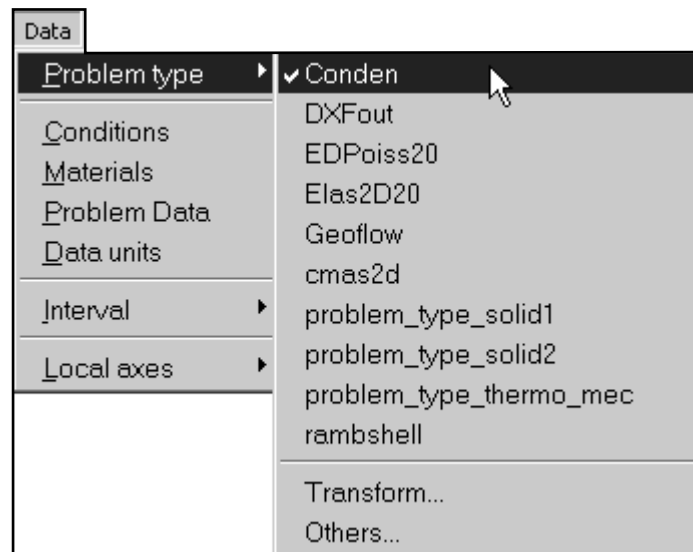 Data
Problem type
Conditions
Materials
Problem Data
Data units
Interval
Local axes
Conden
DXFout
EDPoiss20
Elas2D20
Geoflow
cmas2d
problem_type_solid1
problem_type_solid2
problem_type_thermo_mec
rambshell
Transform...
Others...